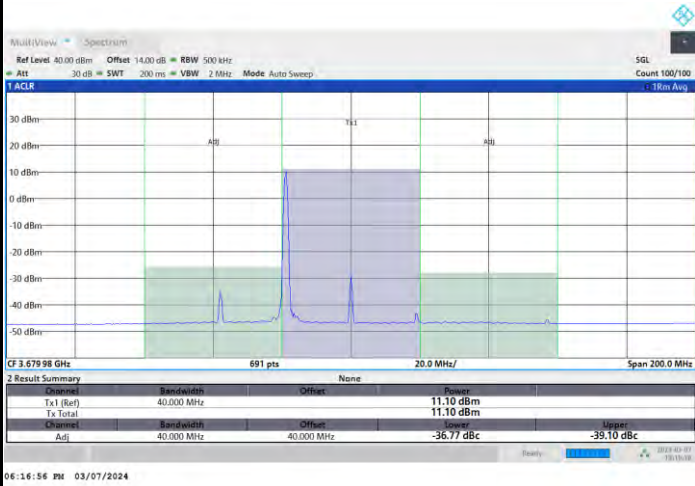 MultiView Spectrum
Ref Level 40.00 dBm Offset 14.00 dB RBW 500 kHz SGL
Att 30 dB SWT 200 ms VBW 2 MHz Mode Auto Sweep Count 100/100
1 ACLR 1Rm Avg
30 dBm
Tx1
20 dBm
Adj Adj
10 dBm
0 dBm
-10 dBm
-20 dBm
-30 dBm
-40 dBm
-50 dBm
CF 3.679 98 GHz 691 pts 20.0 MHz/ Span 200.0 MHz
2 Result Summary None
Channel Bandwidth Offset Power
Tx1 (Ref) 40.000 MHz 11.10 dBm
Tx Total 11.10 dBm
Channel Bandwidth Offset Lower Upper
Adj 40.000 MHz 40.000 MHz -36.77 dBc -39.10 dBc
Ready
06:16:56 PM 03/07/2024